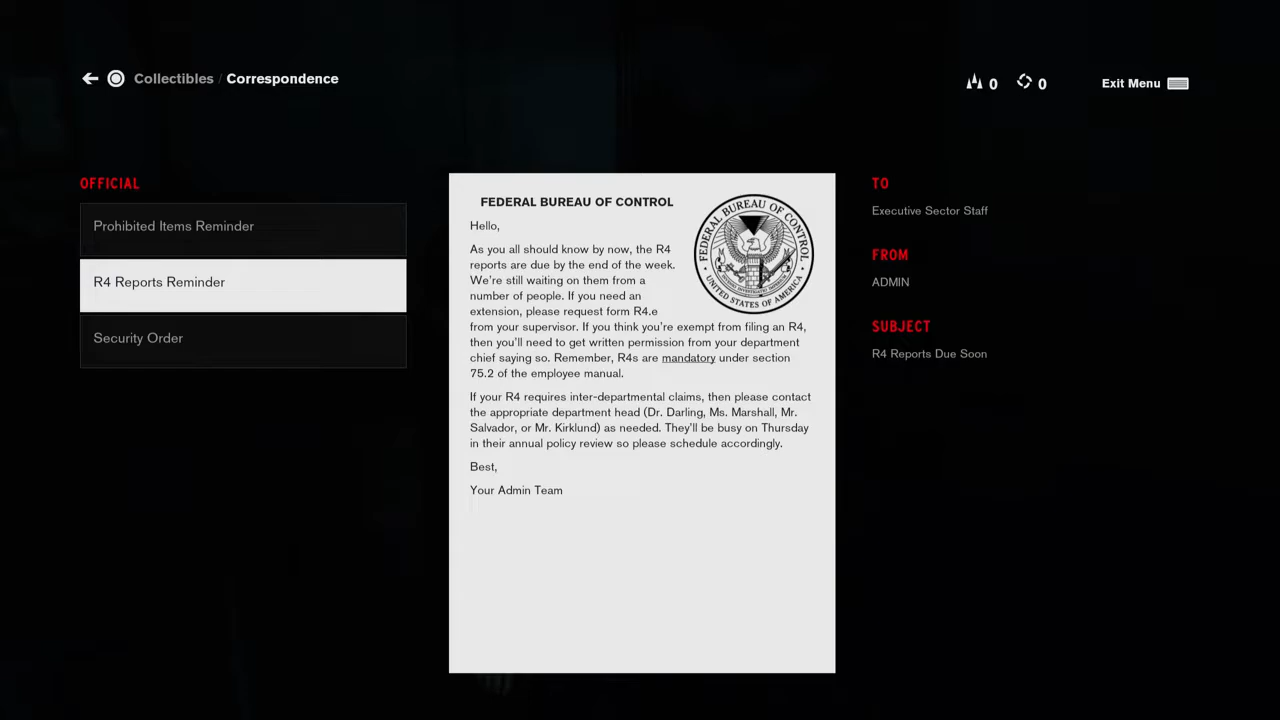 Collectibles / Correspondence
0
0
Exit Menu
OFFICIAL
Prohibited Items Reminder
R4 Reports Reminder
Security Order
FEDERAL BUREAU OF CONTROL
Hello,
As you all should know by now, the R4
reports are due by the end of the week.
We're still waiting on them from a
number of people. If you need an
extension, please request form R4.e
from your supervisor. If you think you're exempt from filing an R4,
then you'll need to get written permission from your department
chief saying so. Remember, R4s are mandatory under section
75.2 of the employee manual.
If your R4 requires inter-departmental claims, then please contact
the appropriate department head (Dr. Darling, Ms. Marshall, Mr.
Salvador, or Mr. Kirklund) as needed. They'll be busy on Thursday
in their annual policy review so please schedule accordingly.
Best,
Your Admin Team
FEDERAL BUREAU OF CONTROL
UNITED STATES OF AMERICA
TO
Executive Sector Staff
FROM
ADMIN
SUBJECT
R4 Reports Due Soon